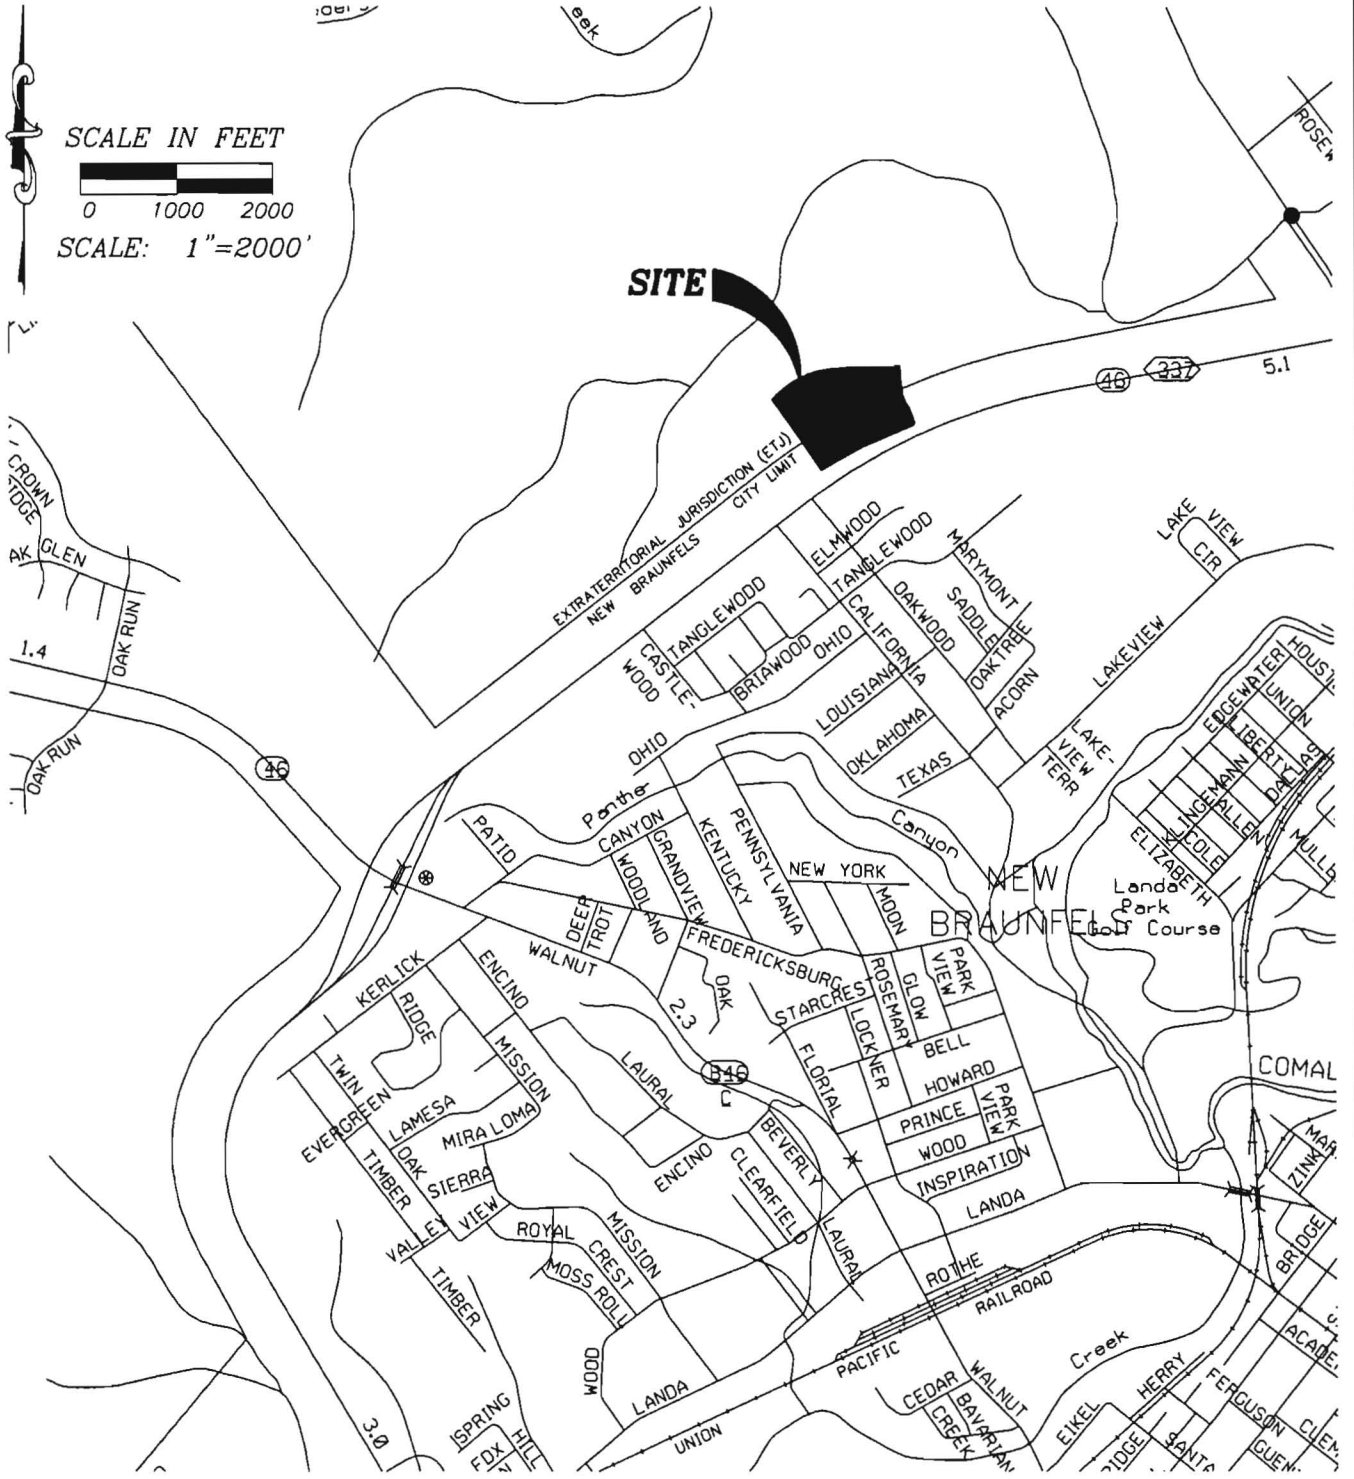 eek
SCALE IN FEET
0 1000 2000
SCALE: 1"=2000'
SITE
46
337
5.1
EXTRATERRITORIAL JURISDICTION (ETJ)
NEW BRAUNFELS CITY LIMIT
CROWN
GLEN
OAK RUN
1.4
OAK RUN
46
ELMWOOD
TANGLEWOOD
MARYMONT
LAKE VIEW
CIR
TANGLEWOOD
CALIFORNIA
OAKWOOD
SADDLE
OAKTREE
ACORN
LAKEVIEW
CASTLE-
WOOD
BRIAWOOD
OHIO
LOUISIANA
OKLAHOMA
TEXAS
LAKE-
VIEW
TERR
EDGEWATER
UNION
LIBERTY
DALLAS
KLINGEMANN
ALLEN
COLE
ELIZABETH
OHIO
Panther
Canyon
PATIO
CANYON
WOODLAND
GRANDVIEW
KENTUCKY
PENNSYLVANIA
NEW YORK
MOON
NEW
BRAUNFELS
Landa
Park
Golf Course
DEER
TROT
WALNUT
FREDERICKSBURG
OAK
2.3
KERLICK
ENCINO
RIDGE
MISSION
STARCREST
ROSEMARY
GLOW
PARK
VIEW
LOCKNER
BELL
FLORIAL
HOWARD
PRINCE
PARK
VIEW
WOOD
INSPIRATION
LANDA
COMAL
TWIN
EVERGREEN
LAMESA
MIRA LOMA
LAURAL
346
C
BEVERLY
CLEARFIELD
ENCINO
OAK
SIERRA
VIEW
TIMBER
VALLEY
TIMBER
ROYAL
CREST
MISSION
MOSS ROLL
LAURAL
ROTHE
RAILROAD
ZINK
BRIDGE
WOOD
LANDA
UNION
PACIFIC
Creek
CEDAR
CREEK
BAVARIAN
WALNUT
EIKEL
HERRY
FERGUSON
SANTA
3.0
SPRING
HILL